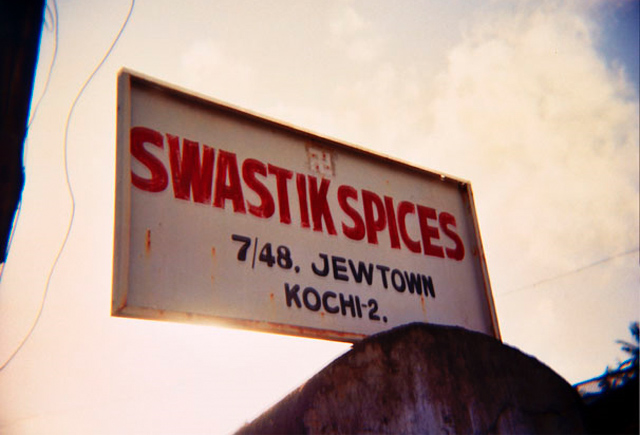 SWASTIK SPICES
7/48, JEWTOWN
KOCHI-2.